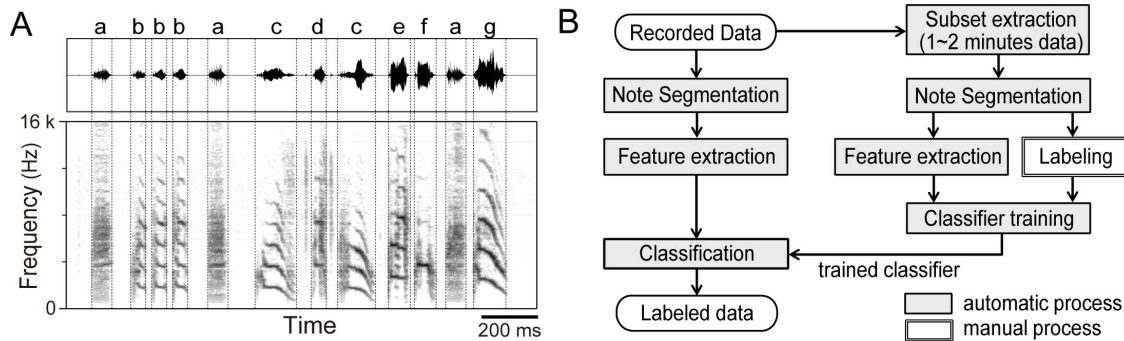 A
a b b b a c d c e f a g
16 k
Frequency (Hz)
0
Time
200 ms
B
Recorded Data
Subset extraction
(1~2 minutes data)
Note Segmentation
Note Segmentation
Feature extraction
Feature extraction
Labeling
Classifier training
Classification
trained classifier
Labeled data
automatic process
manual process